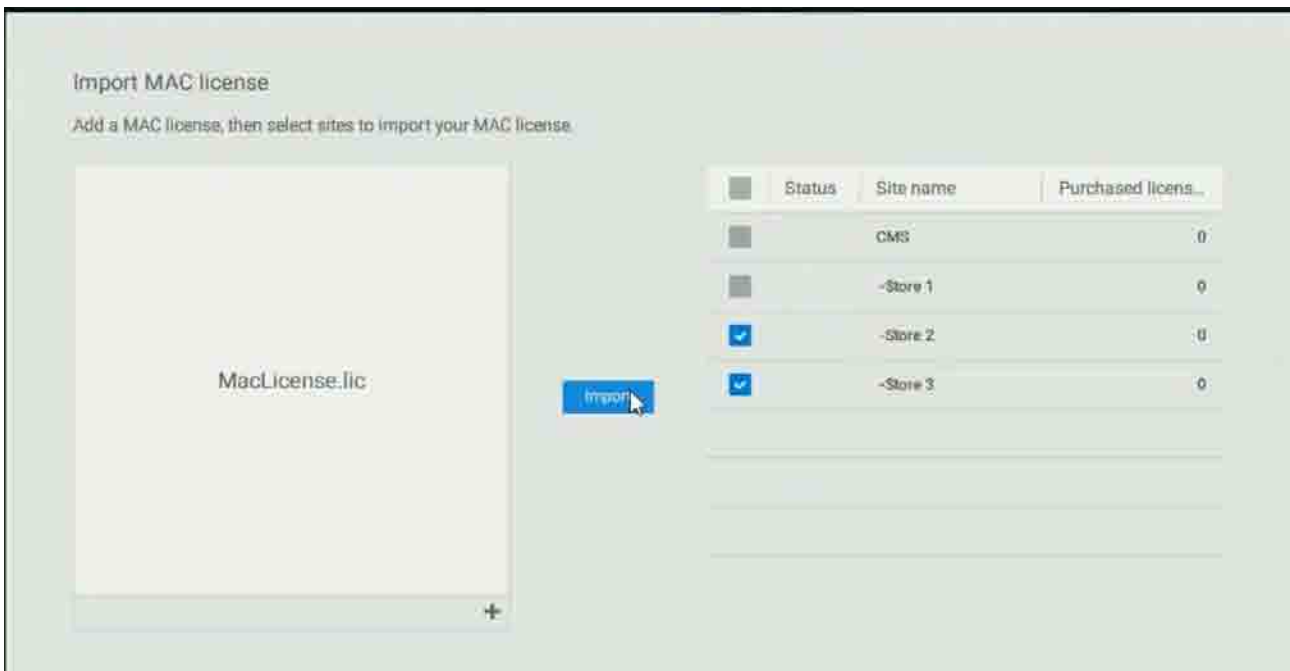 Import MAC license
Add a MAC license, then select sites to import your MAC license.
MacLicense.lic
Import
Status Site name Purchased licens...
CMS 0
-Store 1 0
-Store 2 0
-Store 3 0